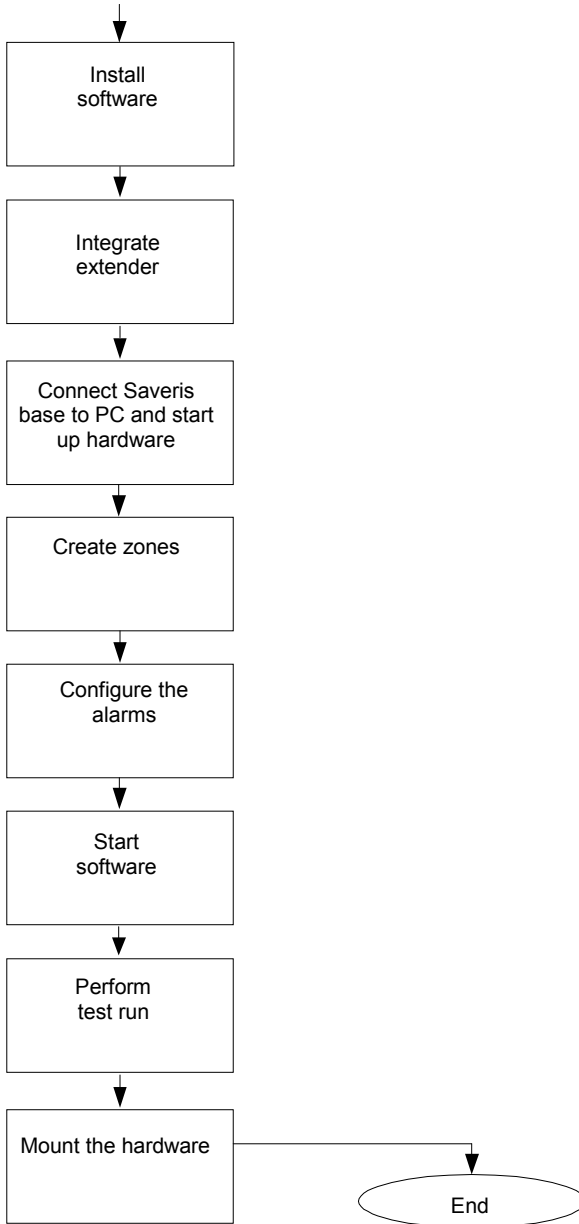 Install
software
Integrate
extender
Connect Saveris
base to PC and start
up hardware
Create zones
Configure the
alarms
Start
software
Perform
test run
Mount the hardware
End